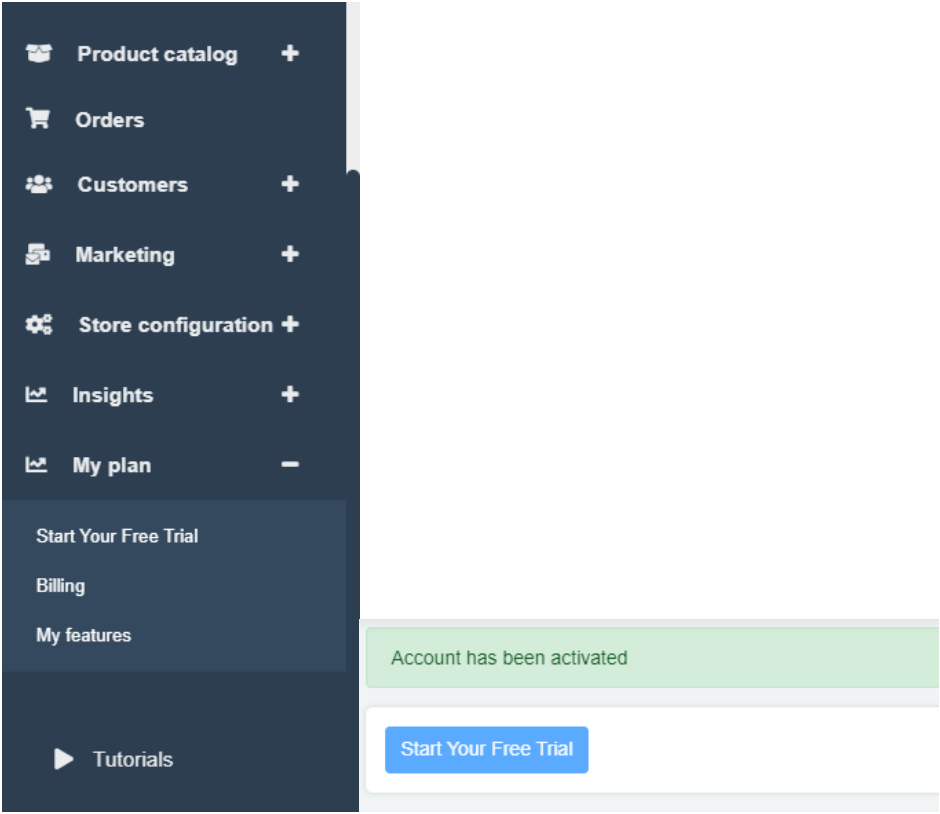 Product catalog
Orders
Customers
Marketing
Store configuration
Insights
My plan
Start Your Free Trial
Billing
My features
Tutorials
Account has been activated
Start Your Free Trial